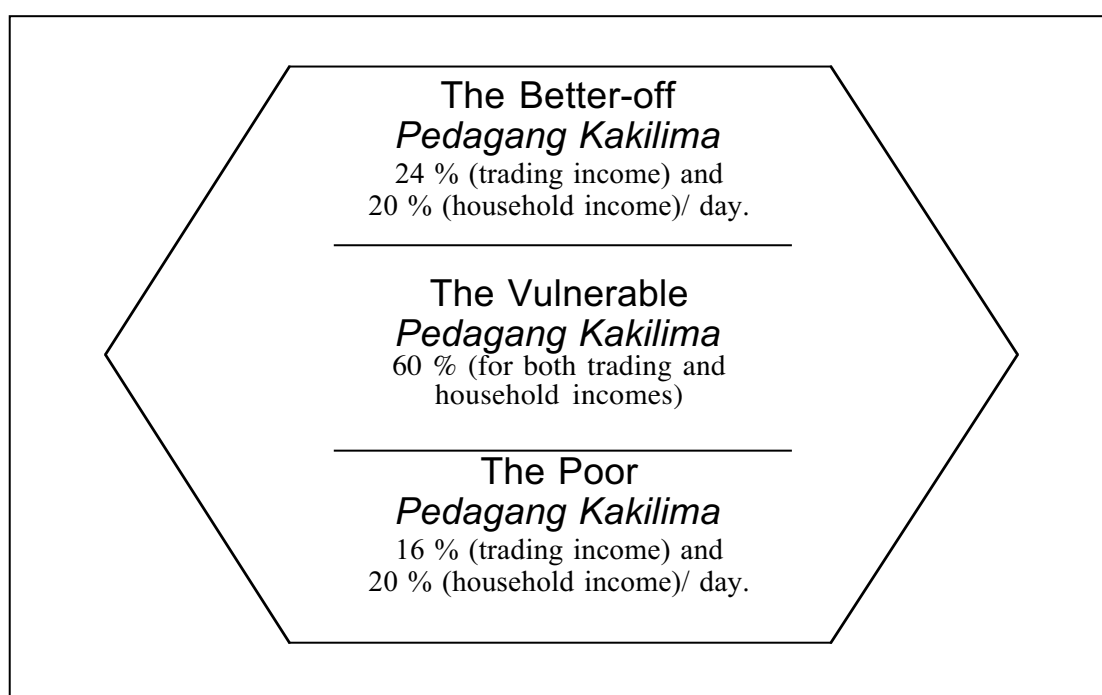 The Better-off
Pedagang Kakilima
24 % (trading income) and
20 % (household income)/ day.
The Vulnerable
Pedagang Kakilima
60 % (for both trading and
household incomes)
The Poor
Pedagang Kakilima
16 % (trading income) and
20 % (household income)/ day.